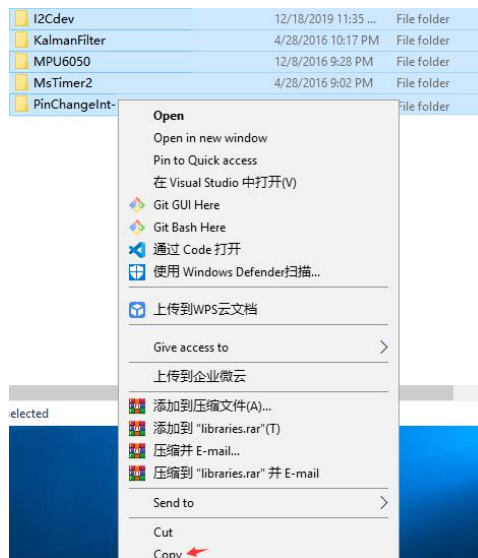 I2Cdev 12/18/2019 11:35 ... File folder
KalmanFilter 4/28/2016 10:17 PM File folder
MPU6050 12/8/2016 9:28 PM File folder
MsTimer2 4/28/2016 9:02 PM File folder
PinChangeInt- File folder
Open
Open in new window
Pin to Quick access
在 Visual Studio 中打开(V)
Git GUI Here
Git Bash Here
通过 Code 打开
使用 Windows Defender扫描...
上传到WPS云文档
Give access to
上传到企业微云
elected
添加到压缩文件(A)...
添加到 "libraries.rar"(T)
压缩并 E-mail...
压缩到 "libraries.rar" 并 E-mail
Send to
Cut
Copy